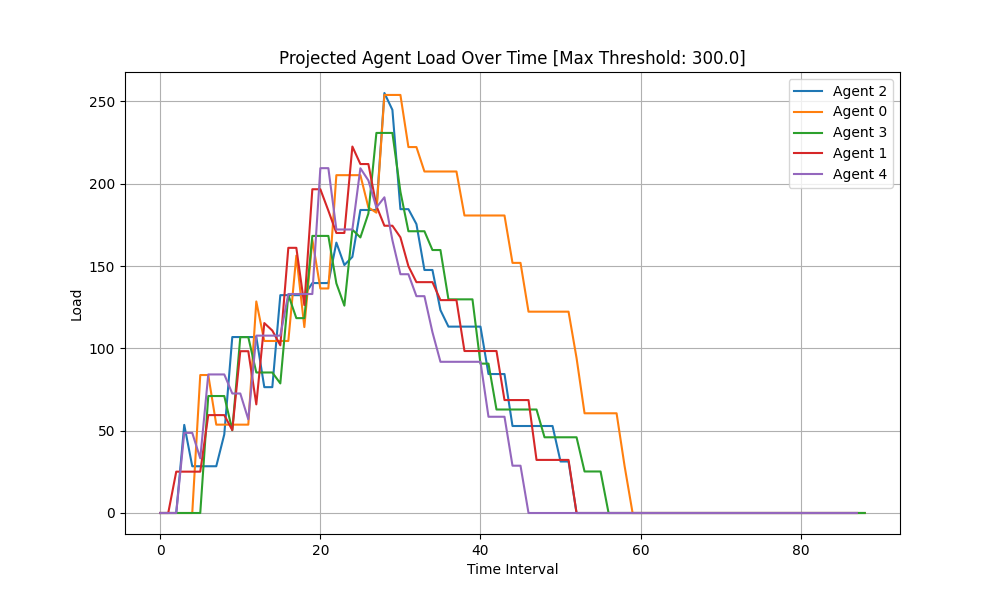 Projected Agent Load Over Time [Max Threshold: 300.0]
Load
250
200
150
100
50
0
0 20 40 60 80
Time Interval
Agent 2
Agent 0
Agent 3
Agent 1
Agent 4